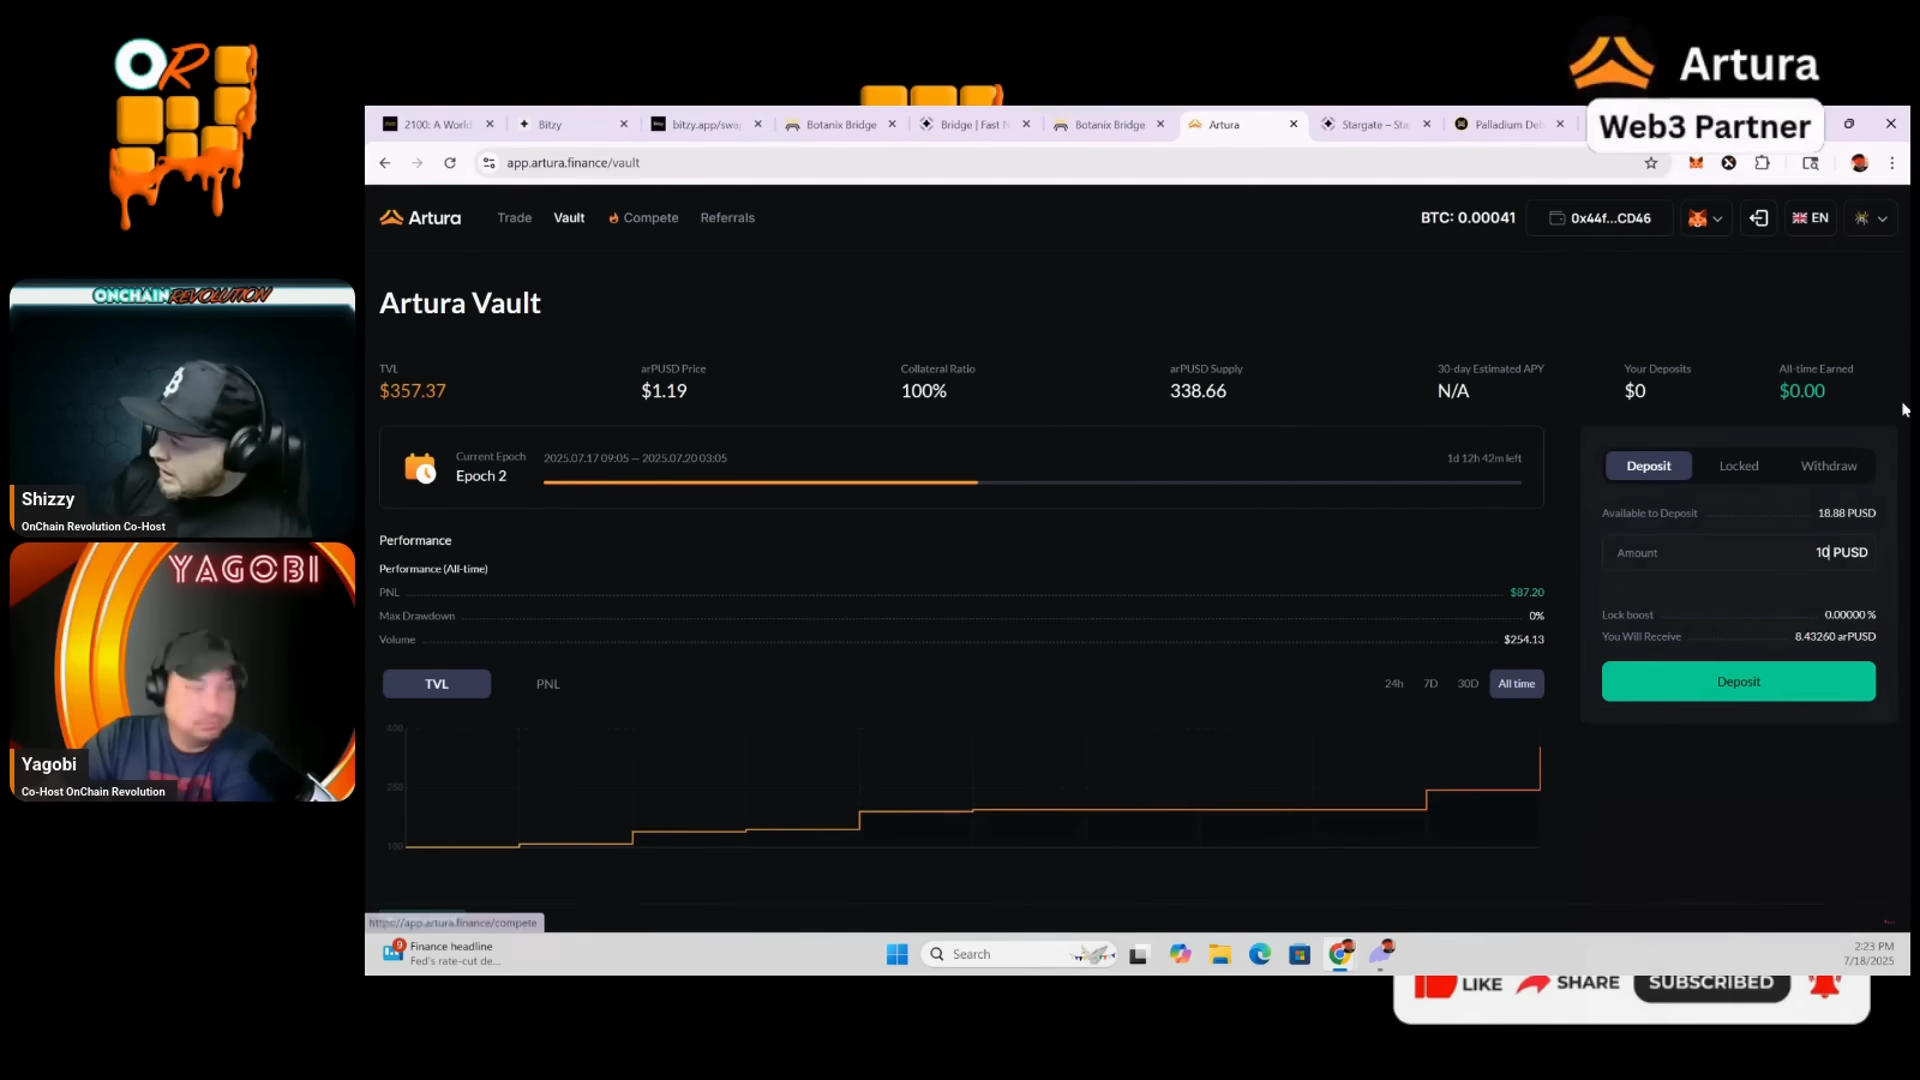 OR
Artura
Web3 Partner
2100: A World
Bitzy
bitzy.app/swa
Botanix Bridge
Bridge | Fast
Botanix Bridge
Artura
Stargate – Sta
Palladium De
app.artura.finance/vault
Artura
Trade
Vault
Compete
Referrals
BTC: 0.00041
0x44f...CD46
EN
Artura Vault
TVL
$357.37
arPUSD Price
$1.19
Collateral Ratio
100%
arPUSD Supply
338.66
30-day Estimated APY
N/A
Your Deposits
$0
All-time Earned
$0.00
Current Epoch
Epoch 2
2025.07.17 09:05 — 2025.07.20 03:05
1d 12h 42m left
Deposit
Locked
Withdraw
Available to Deposit
18.88 PUSD
Amount
10 PUSD
Lock boost
0.00000 %
You Will Receive
8.43260 arPUSD
Deposit
Performance
Performance (All-time)
PNL
$87.20
Max Drawdown
0%
Volume
$254.13
TVL
PNL
24h
7D
30D
All time
400
250
100
https://app.artura.finance/compete
9
Finance headline
Fed's rate-cut de...
Search
2:23 PM
7/18/2025
ONCHAIN REVOLUTION
Shizzy
OnChain Revolution Co-Host
YAGOBI
Yagobi
Co-Host OnChain Revolution
LIKE
SHARE
SUBSCRIBED